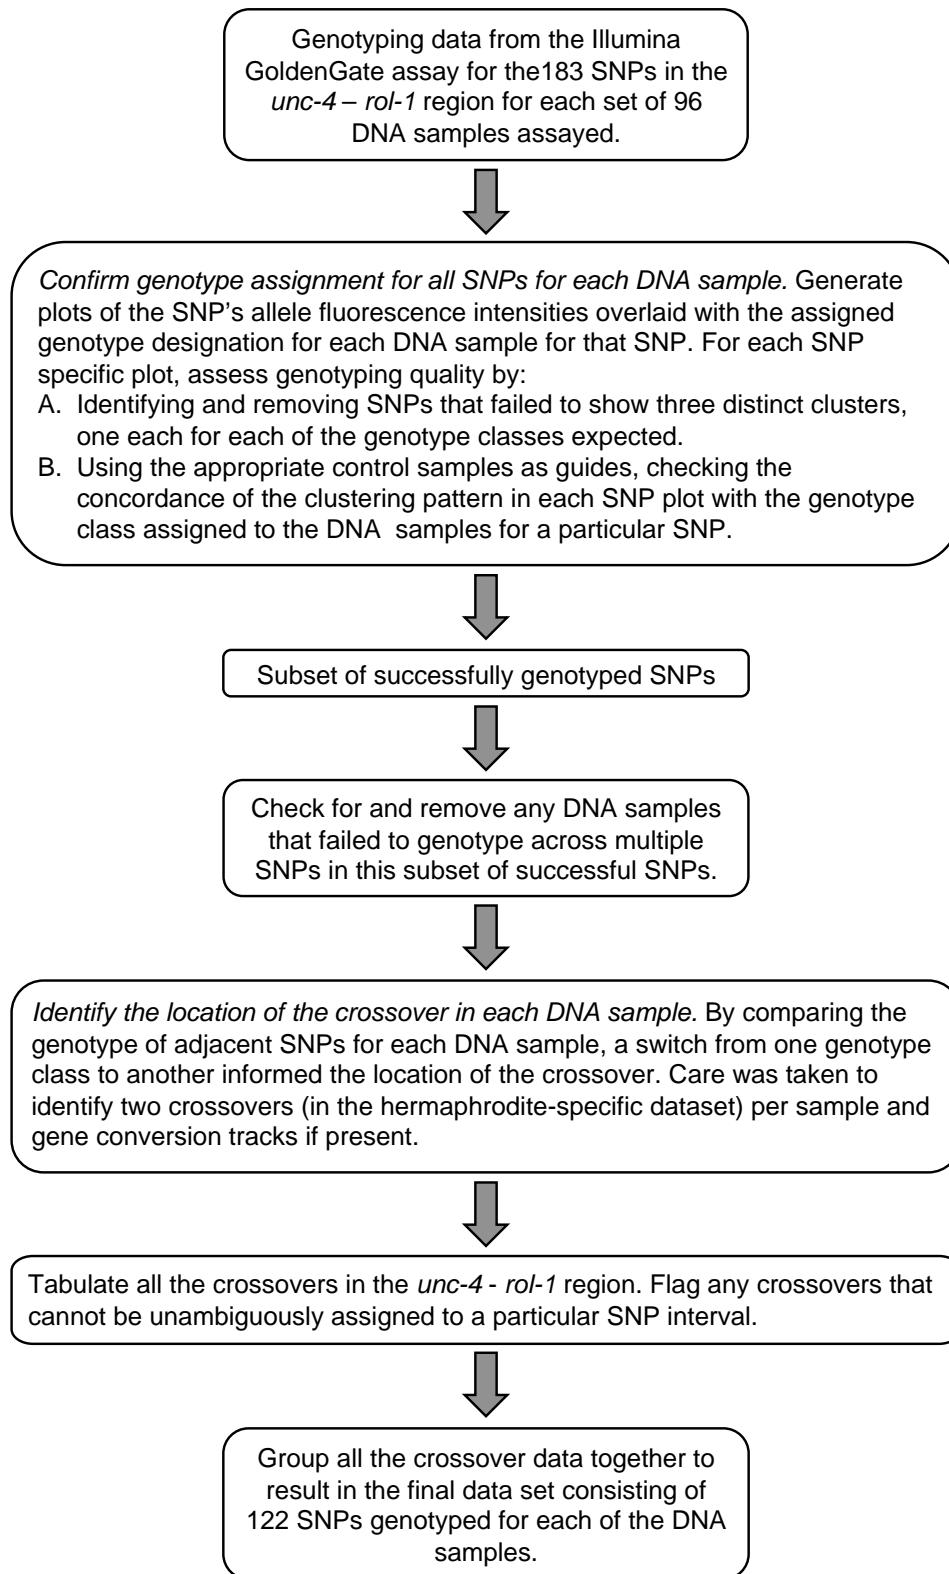 Genotyping data from the Illumina
GoldenGate assay for the183 SNPs in the
unc-4 – rol-1 region for each set of 96
DNA samples assayed.
Confirm genotype assignment for all SNPs for each DNA sample. Generate
plots of the SNP’s allele fluorescence intensities overlaid with the assigned
genotype designation for each DNA sample for that SNP. For each SNP
specific plot, assess genotyping quality by:
A. Identifying and removing SNPs that failed to show three distinct clusters,
one each for each of the genotype classes expected.
B. Using the appropriate control samples as guides, checking the
concordance of the clustering pattern in each SNP plot with the genotype
class assigned to the DNA samples for a particular SNP.
Subset of successfully genotyped SNPs
Check for and remove any DNA samples
that failed to genotype across multiple
SNPs in this subset of successful SNPs.
Identify the location of the crossover in each DNA sample. By comparing the
genotype of adjacent SNPs for each DNA sample, a switch from one genotype
class to another informed the location of the crossover. Care was taken to
identify two crossovers (in the hermaphrodite-specific dataset) per sample and
gene conversion tracks if present.
Tabulate all the crossovers in the unc-4 - rol-1 region. Flag any crossovers that
cannot be unambiguously assigned to a particular SNP interval.
Group all the crossover data together to
result in the final data set consisting of
122 SNPs genotyped for each of the DNA
samples.